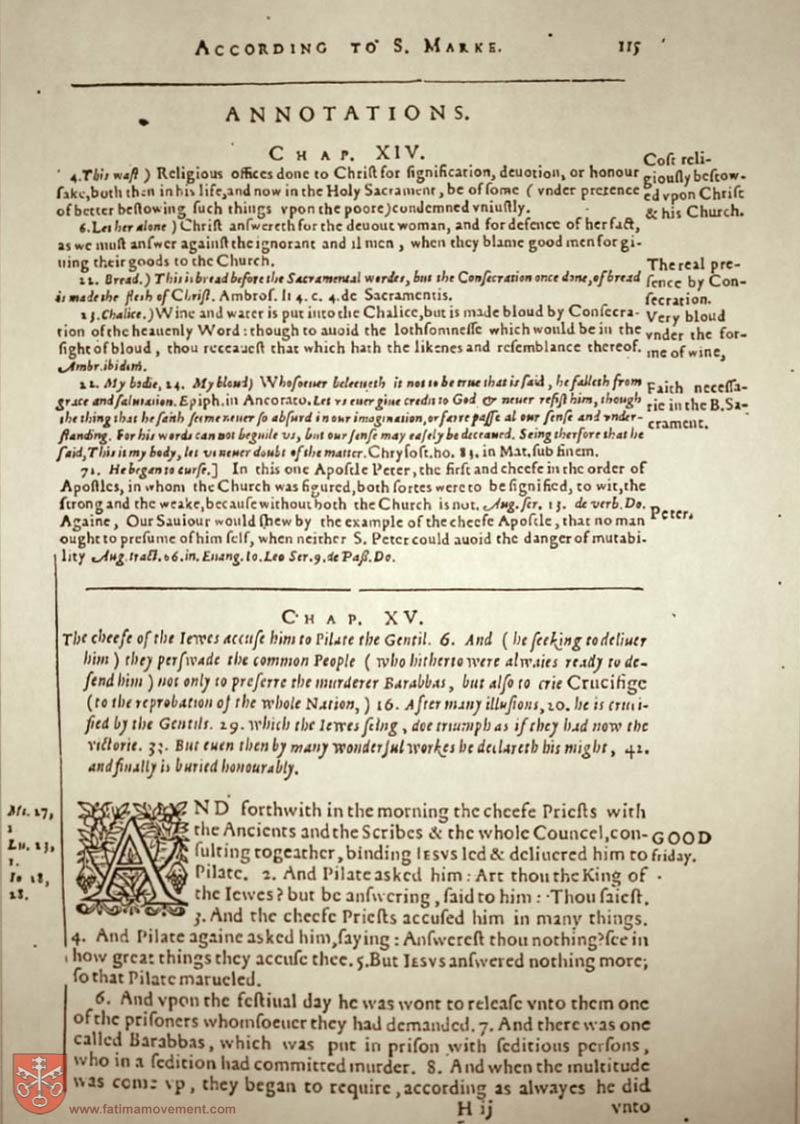 ACCORDING TO S. MARKE. 115
ANNOTATIONS.
CHAP. XIV.
4. This waſt ) Religious offices done to Chriſt for ſignification, deuotion, or honour
ſake, both then in his life, and now in the Holy Sacrament, be of ſome ( vnder pretence
of better beſtowing ſuch things vpon the poore) condemned vniuſtly.
Coſt reli-
giouſly beſtow-
ed vpon Chriſt
& his Church.
6. Let her alone ) Chriſt anſwereth for the deuout woman, and for defence of her fact,
as we muſt anſwer againſt the ignorant and il men , when they blame good men for gi-
uing their goods to the Church.
22. Bread. ) This is bread before the Sacramental wordes, but the Conſecration once done, of bread
is made the fleſh of Chriſt. Ambroſ. li 4. c. 4. de Sacramentis.
The real pre-
ſence by Con-
ſecration.
23. Chalice. ) Wine and water is put into the Chalice, but is made bloud by Conſecra-
tion of the heauenly Word : though to auoid the lothſomneſſe which would be in the
ſight of bloud , thou receaueſt that which hath the likenes and reſemblance thereof.
Ambr. ibidem.
Very bloud
vnder the for-
me of wine,
22. My bodie, 24. My bloud) Whoſoeuer beleeueth it not to be true that is ſaid , he falleth from
grace and ſaluation. Epiph. in Ancorato. Let vs euer giue credit to God & neuer reſiſt him, though
the thing that he ſaith ſeeme neuer ſo abſurd in our imagination, or farre paſſe al our ſenſe and vnder-
ſtanding. For his words can not beguile vs, but our ſenſe may eaſely be deceaued. Seing therfore that he
ſaid, This is my body, let vs neuer doubt of the matter. Chryſoſt. ho. 83. in Mat. ſub finem.
Faith neceſſa-
rie in the B. Sa-
crament.
71. He began to curſe.] In this one Apoſtle Peter, the firſt and cheefe in the order of
Apoſtles, in whom the Church was figured, both ſortes were to be ſignified, to wit, the
ſtrong and the weake, becauſe without both the Church is not. Aug. ſer. 13. de verb. Do.
Againe , Our Sauiour would ſhew by the example of the cheefe Apoſtle , that no man
ought to preſume of him ſelf, when neither S. Peter could auoid the danger of mutabi-
lity Aug. tract. 66. in. Euang. Io. Leo Ser. 9. de Paſſ. Do.
Peter.
CHAP. XV.
The cheefe of the Iewes accuſe him to Pilate the Gentil. 6. And ( he ſeeking to deliuer
him ) they perſwade the common People ( who hitherto were alwaies ready to de-
fend him ) not only to preferre the murderer Barabbas , but alſo to crie Crucifige
(to the reprobation of the whole Nation, ) 16. After many illuſions, 20. he is cruci-
fied by the Gentils. 29. which the Iewes ſeing , doe triumph as if they had now the
victorie. 33. But euen then by many wonderful workes he declareth his might , 42.
and finally is buried honourably.
Mt. 27,
1
Lu. 23,
1.
Io 18,
28.
AND forthwith in the morning the cheefe Prieſts with
the Ancients and the Scribes & the whole Councel, con-
ſulting togeather, binding IESVS led & deliuered him to
Pilate. 2. And Pilate asked him : Art thou the King of
the Iewes? but he anſwering , ſaid to him : Thou ſaieſt.
3. And the cheefe Prieſts accuſed him in many things.
GOOD
friday.
4. And Pilate againe asked him, ſaying : Anſwereſt thou nothing? ſee in
how great things they accuſe thee. 5. But IESVS anſwered nothing more;
ſo that Pilate marueled.
6. And vpon the feſtiual day he was wont to releaſe vnto them one
of the priſoners whomſoeuer they had demanded. 7. And there was one
called Barabbas, which was put in priſon with ſeditious perſons ,
who in a ſedition had committed murder. 8. And when the multitude
was come vp , they began to require , according as alwayes he did
H ij vnto
www.fatimamovement.com